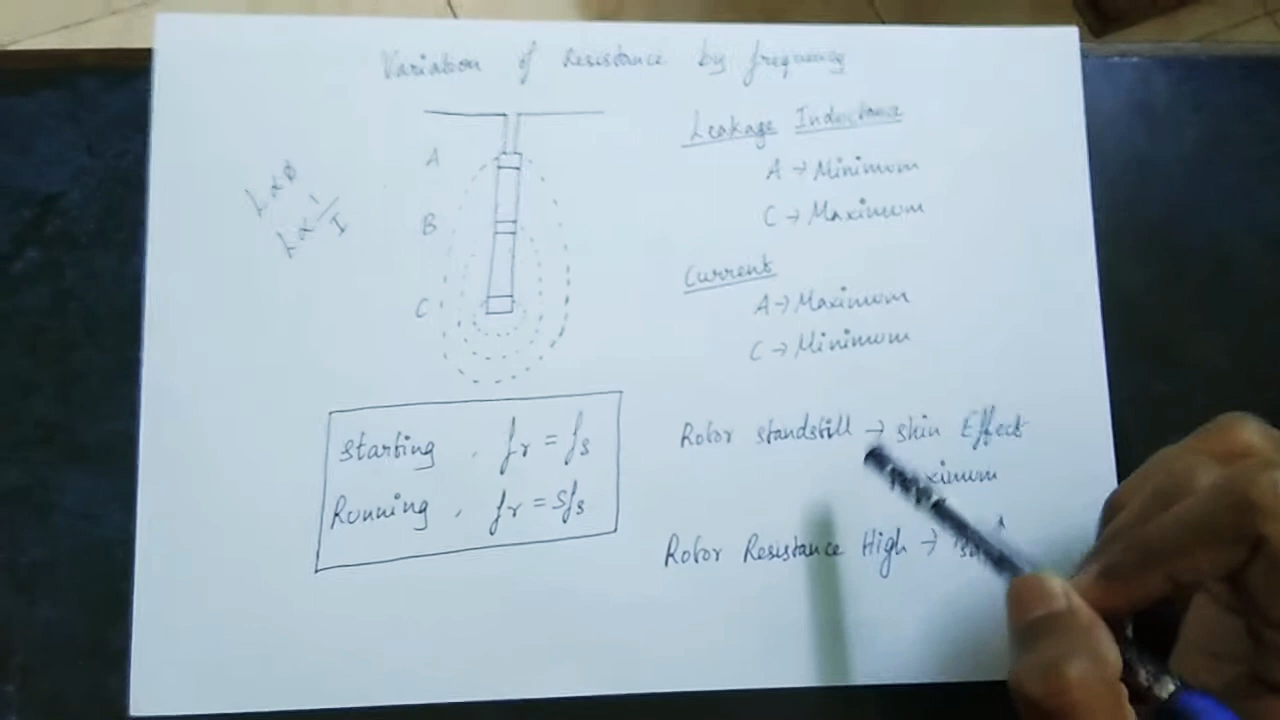 Variation of Resistance by frequency
L ∝ Φ
L ∝ 1/I
A
B
C
Leakage Inductance
A → Minimum
C → Maximum
Current
A → Maximum
C → Minimum
starting , fr = fs
Running , fr = sfs
Rotor standstill → skin Effect
Rotor Resistance High →